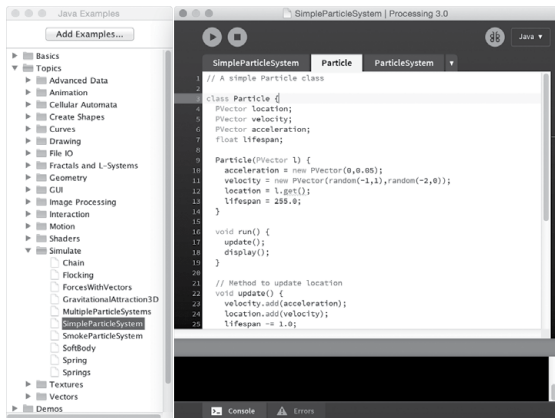 Java Examples
Add Examples...
Basics
Topics
Advanced Data
Animation
Cellular Automata
Create Shapes
Curves
Drawing
File IO
Fractals and L-Systems
Geometry
GUI
Image Processing
Interaction
Motion
Shaders
Simulate
Chain
Flocking
ForcesWithVectors
GravitationalAttraction3D
MultipleParticleSystems
SimpleParticleSystem
SmokeParticleSystem
SoftBody
Spring
Springs
Textures
Vectors
Demos
SimpleParticleSystem | Processing 3.0
Java ▾
SimpleParticleSystem Particle ParticleSystem ▾
1 // A simple Particle class
2
3 class Particle {
4 PVector location;
5 PVector velocity;
6 PVector acceleration;
7 float lifespan;
8
9 Particle(PVector l) {
10 acceleration = new PVector(0,0.05);
11 velocity = new PVector(random(-1,1),random(-2,0));
12 location = l.get();
13 lifespan = 255.0;
14 }
15
16 void run() {
17 update();
18 display();
19 }
20
21 // Method to update location
22 void update() {
23 velocity.add(acceleration);
24 location.add(velocity);
25 lifespan -= 1.0;
Console Errors